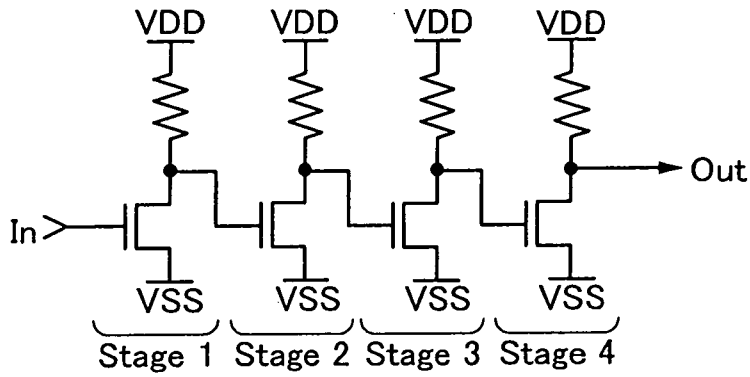 VDD VDD VDD VDD
In Out
VSS VSS VSS VSS
Stage 1 Stage 2 Stage 3 Stage 4